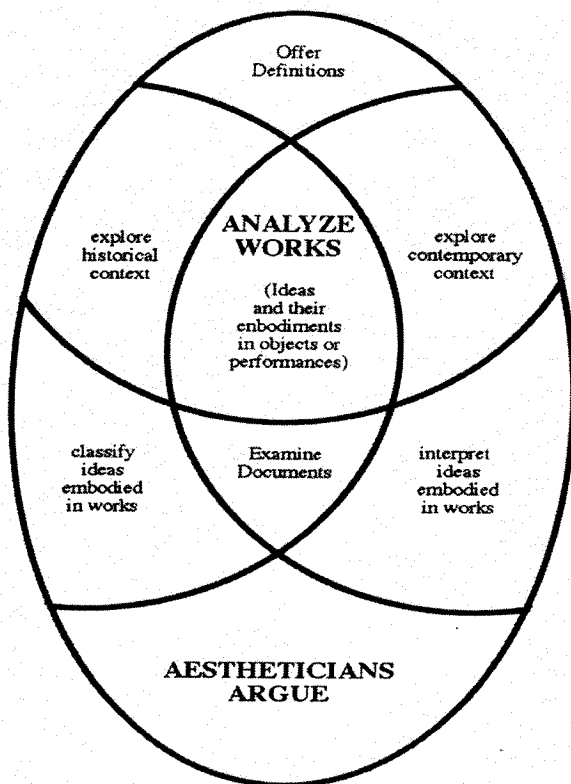 Offer
Definitions
explore
historical
context
ANALYZE
WORKS
(Ideas
and their
enbodiments
in objects or
performances)
explore
contemporary
context
classify
ideas
embodied
in works
Examine
Documents
interpret
ideas
embodied
in works
AESTHETICIANS
ARGUE